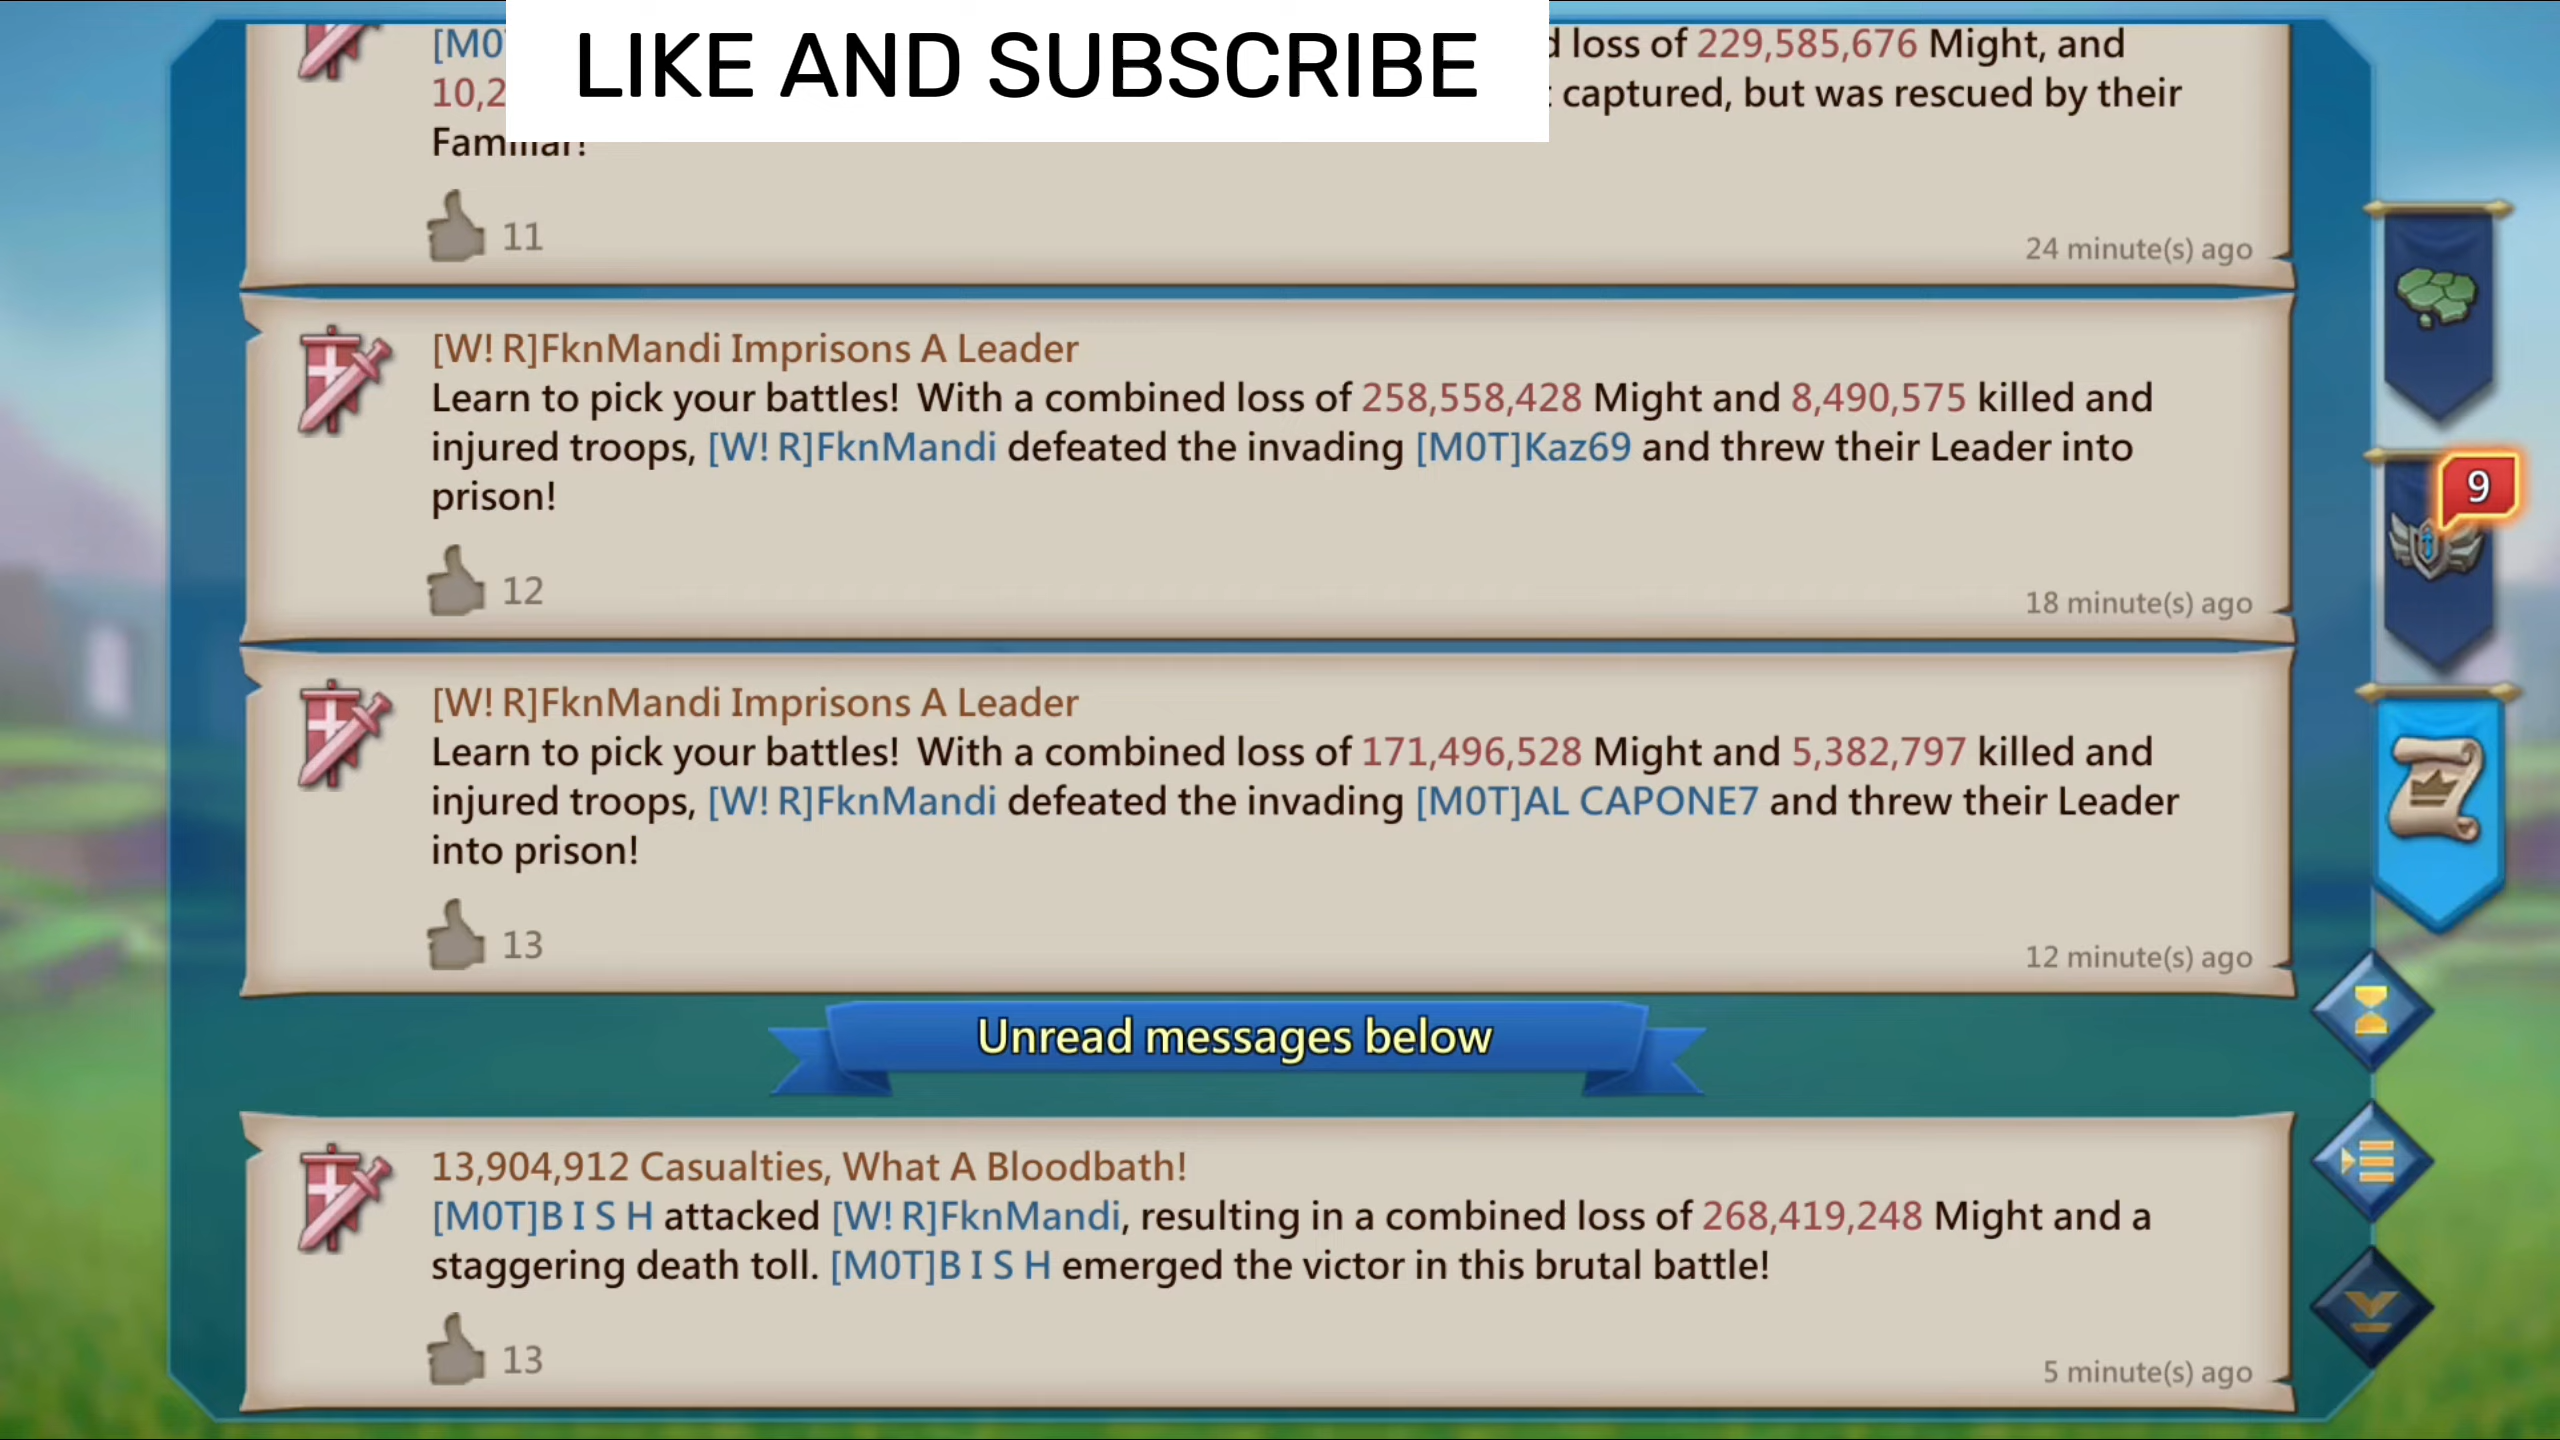 LIKE AND SUBSCRIBE
[M0 d loss of 229,585,676 Might, and
10,2 captured, but was rescued by their
Familiar!
11
24 minute(s) ago
[W! R]FknMandi Imprisons A Leader
Learn to pick your battles! With a combined loss of 258,558,428 Might and 8,490,575 killed and
injured troops, [W! R]FknMandi defeated the invading [M0T]Kaz69 and threw their Leader into
prison!
12
18 minute(s) ago
9
[W! R]FknMandi Imprisons A Leader
Learn to pick your battles! With a combined loss of 171,496,528 Might and 5,382,797 killed and
injured troops, [W! R]FknMandi defeated the invading [M0T]AL CAPONE7 and threw their Leader
into prison!
13
12 minute(s) ago
Unread messages below
13,904,912 Casualties, What A Bloodbath!
[M0T]B I S H attacked [W! R]FknMandi, resulting in a combined loss of 268,419,248 Might and a
staggering death toll. [M0T]B I S H emerged the victor in this brutal battle!
13
5 minute(s) ago